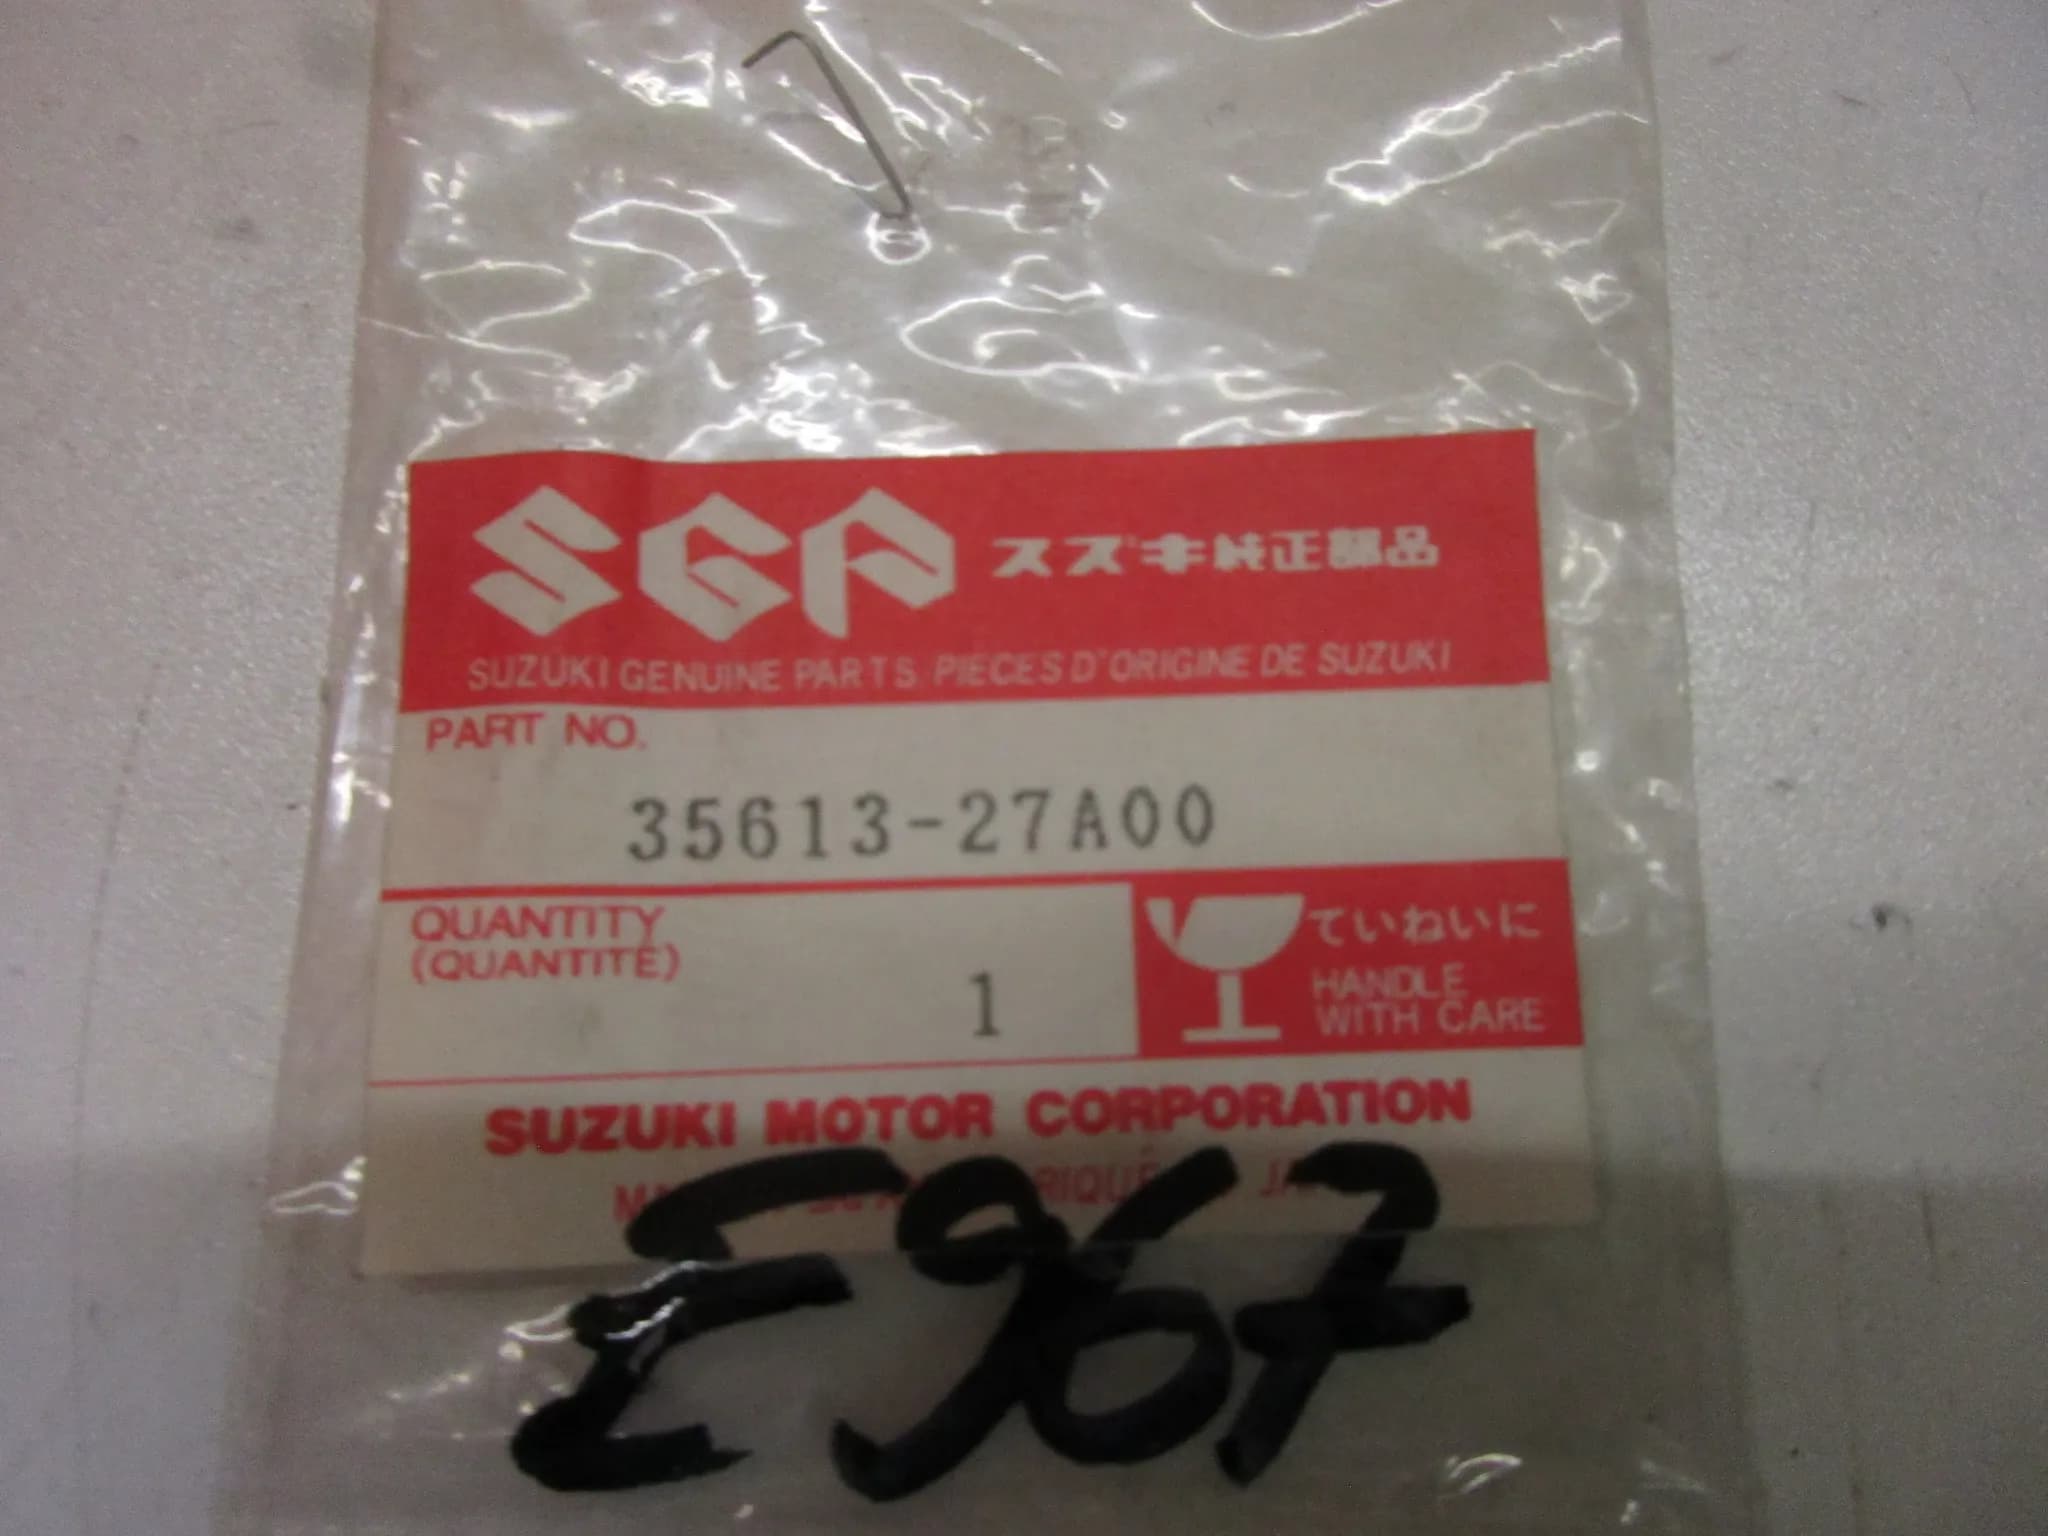 SGP スズキ純正部品
SUZUKI GENUINE PARTS PIECES D'ORIGINE DE SUZUKI
PART NO.
35613-27A00
QUANTITY
(QUANTITÉ)
1
ていねいに
HANDLE
WITH CARE
SUZUKI MOTOR CORPORATION
E967